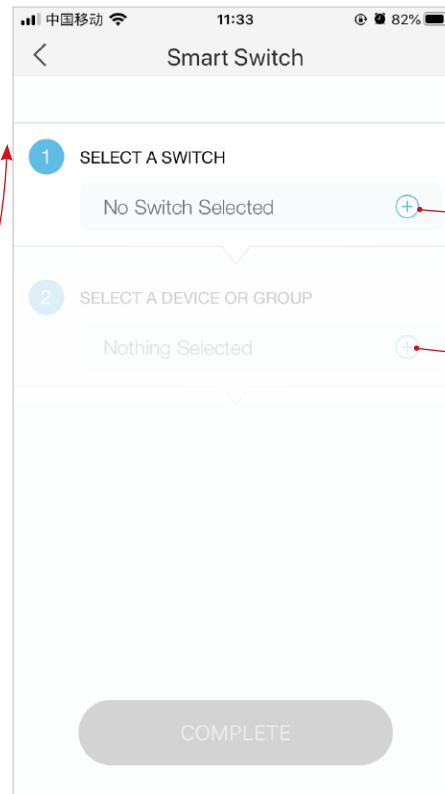 中国移动 11:33 82%
Smart Switch
1 SELECT A SWITCH
No Switch Selected
2 SELECT A DEVICE OR GROUP
Nothing Selected
COMPLETE